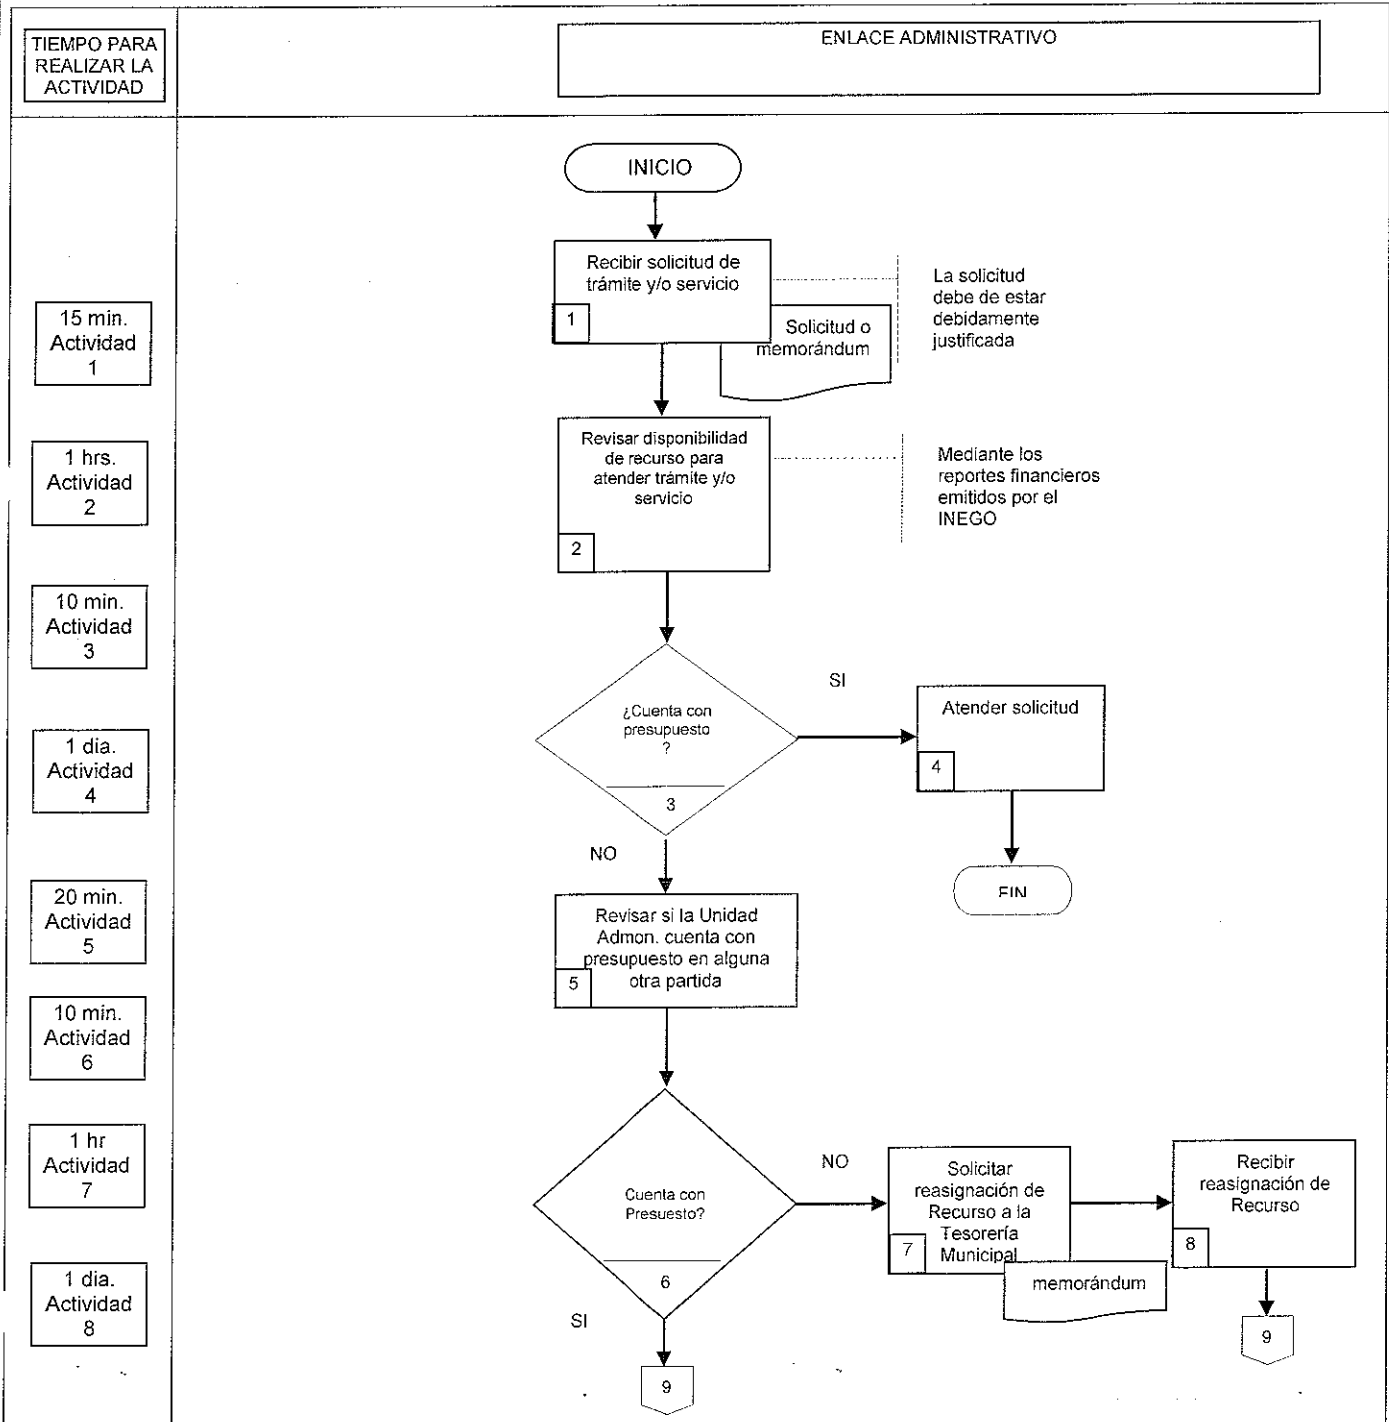 TIEMPO PARA
REALIZAR LA
ACTIVIDAD
ENLACE ADMINISTRATIVO
INICIO
Recibir solicitud de
trámite y/o servicio
1
Solicitud o
memorándum
La solicitud
debe de estar
debidamente
justificada
15 min.
Actividad
1
Revisar disponibilidad
de recurso para
atender trámite y/o
servicio
2
Mediante los
reportes financieros
emitidos por el
INEGO
1 hrs.
Actividad
2
10 min.
Actividad
3
¿Cuenta con
presupuesto
?
3
SI
Atender solicitud
4
1 dia.
Actividad
4
NO
FIN
20 min.
Actividad
5
Revisar si la Unidad
Admon. cuenta con
presupuesto en alguna
otra partida
5
10 min.
Actividad
6
1 hr
Actividad
7
Cuenta con
Presuesto?
6
NO
Solicitar
reasignación de
Recurso a la
Tesorería
Municipal
7
memorándum
Recibir
reasignación de
Recurso
8
1 dia.
Actividad
8
SI
9
9